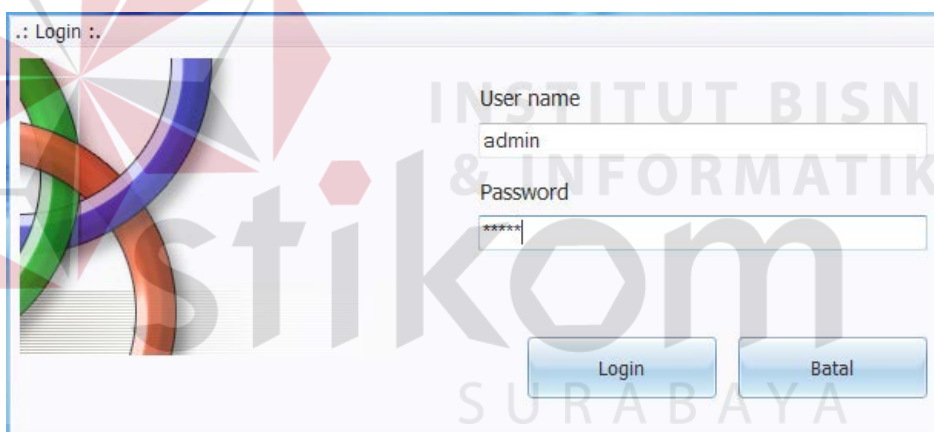 .: Login :.
INSTITUT BISN
User name
admin
& INFORMATIK
Password
*****
stikom
Login
Batal
SURABAYA